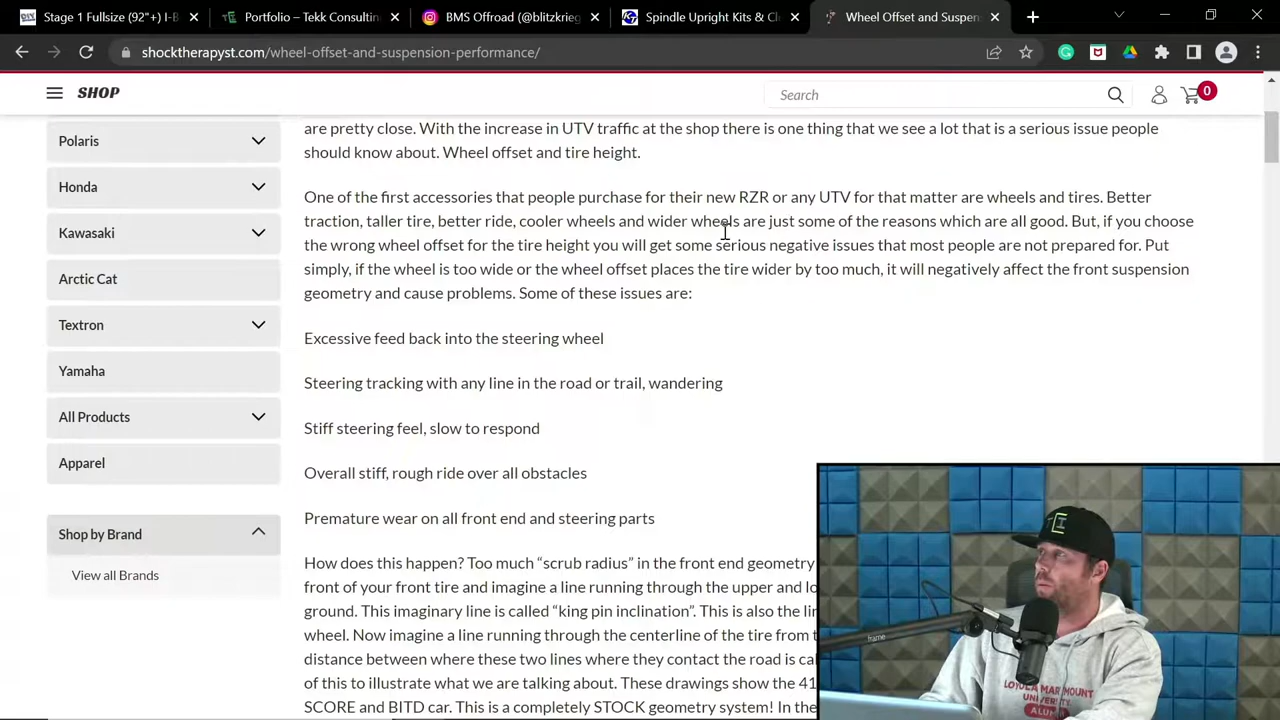 Stage 1 Fullsize (92"+) I-B
Portfolio – Tekk Consultin
BMS Offroad (@blitzkrieg
Spindle Upright Kits & Cl
Wheel Offset and Suspen
shocktherapyst.com/wheel-offset-and-suspension-performance/
SHOP
Search
0
Polaris
Honda
Kawasaki
Arctic Cat
Textron
Yamaha
All Products
Apparel
Shop by Brand
View all Brands
are pretty close. With the increase in UTV traffic at the shop there is one thing that we see a lot that is a serious issue people
should know about. Wheel offset and tire height.
One of the first accessories that people purchase for their new RZR or any UTV for that matter are wheels and tires. Better
traction, taller tire, better ride, cooler wheels and wider wheels are just some of the reasons which are all good. But, if you choose
the wrong wheel offset for the tire height you will get some serious negative issues that most people are not prepared for. Put
simply, if the wheel is too wide or the wheel offset places the tire wider by too much, it will negatively affect the front suspension
geometry and cause problems. Some of these issues are:
Excessive feed back into the steering wheel
Steering tracking with any line in the road or trail, wandering
Stiff steering feel, slow to respond
Overall stiff, rough ride over all obstacles
Premature wear on all front end and steering parts
How does this happen? Too much “scrub radius” in the front end geometry
front of your front tire and imagine a line running through the upper and lo
ground. This imaginary line is called “king pin inclination”. This is also the lin
wheel. Now imagine a line running through the centerline of the tire from t
distance between where these two lines where they contact the road is cal
of this to illustrate what we are talking about. These drawings show the 41
SCORE and BITD car. This is a completely STOCK geometry system! In the
frame
LOYOLA MARYMOUNT
UNIVERSITY
ALUM